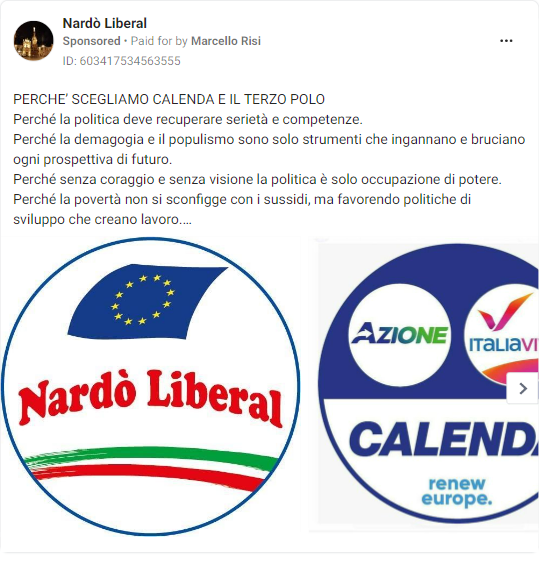 Nardò Liberal
Sponsored • Paid for by Marcello Risi
ID: 603417534563555
PERCHE’ SCEGLIAMO CALENDA E IL TERZO POLO
Perché la politica deve recuperare serietà e competenze.
Perché la demagogia e il populismo sono solo strumenti che ingannano e bruciano
ogni prospettiva di futuro.
Perché senza coraggio e senza visione la politica è solo occupazione di potere.
Perché la povertà non si sconfigge con i sussidi, ma favorendo politiche di
sviluppo che creano lavoro....
Nardò Liberal
AZIONE
ITALIAVI
CALEND
renew
europe.